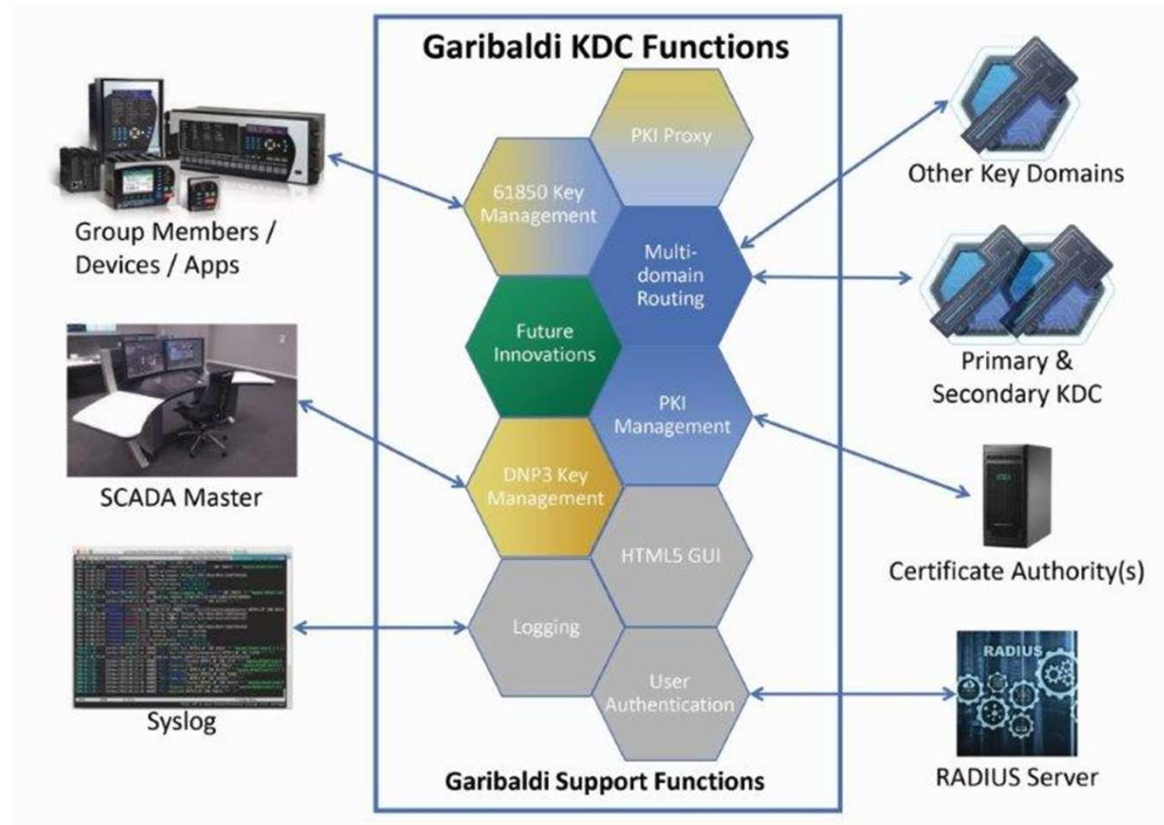 Garibaldi KDC Functions
PKI Proxy
61850 Key
Management
Multi-
domain
Routing
Future
Innovations
PKI
Management
DNP3 Key
Management
HTML5 GUI
Logging
User
Authentication
Garibaldi Support Functions
Group Members /
Devices / Apps
SCADA Master
Syslog
Other Key Domains
Primary &
Secondary KDC
Certificate Authority(s)
RADIUS
RADIUS Server